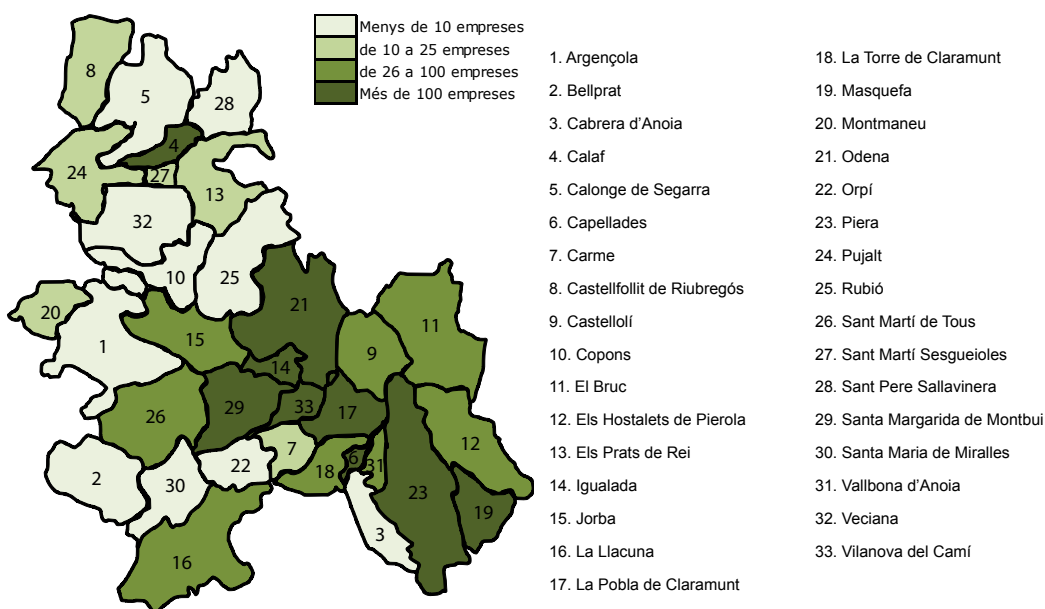 Menys de 10 empreses
de 10 a 25 empreses
de 26 a 100 empreses
Més de 100 empreses
8
5
28
4
24
27
13
32
10
25
20
1
21
11
15
9
14
26
29
33
17
12
7
22
18
6
31
2
30
23
19
3
16
1. Argençola
2. Bellprat
3. Cabrera d'Anoia
4. Calaf
5. Calonge de Segarra
6. Capellades
7. Carme
8. Castellfollit de Riubregós
9. Castellolí
10. Copons
11. El Bruc
12. Els Hostalets de Pierola
13. Els Prats de Rei
14. Igualada
15. Jorba
16. La Llacuna
17. La Pobla de Claramunt
18. La Torre de Claramunt
19. Masquefa
20. Montmaneu
21. Odena
22. Orpí
23. Piera
24. Pujalt
25. Rubió
26. Sant Martí de Tous
27. Sant Martí Sesgueioles
28. Sant Pere Sallavinera
29. Santa Margarida de Montbui
30. Santa Maria de Miralles
31. Vallbona d'Anoia
32. Veciana
33. Vilanova del Camí